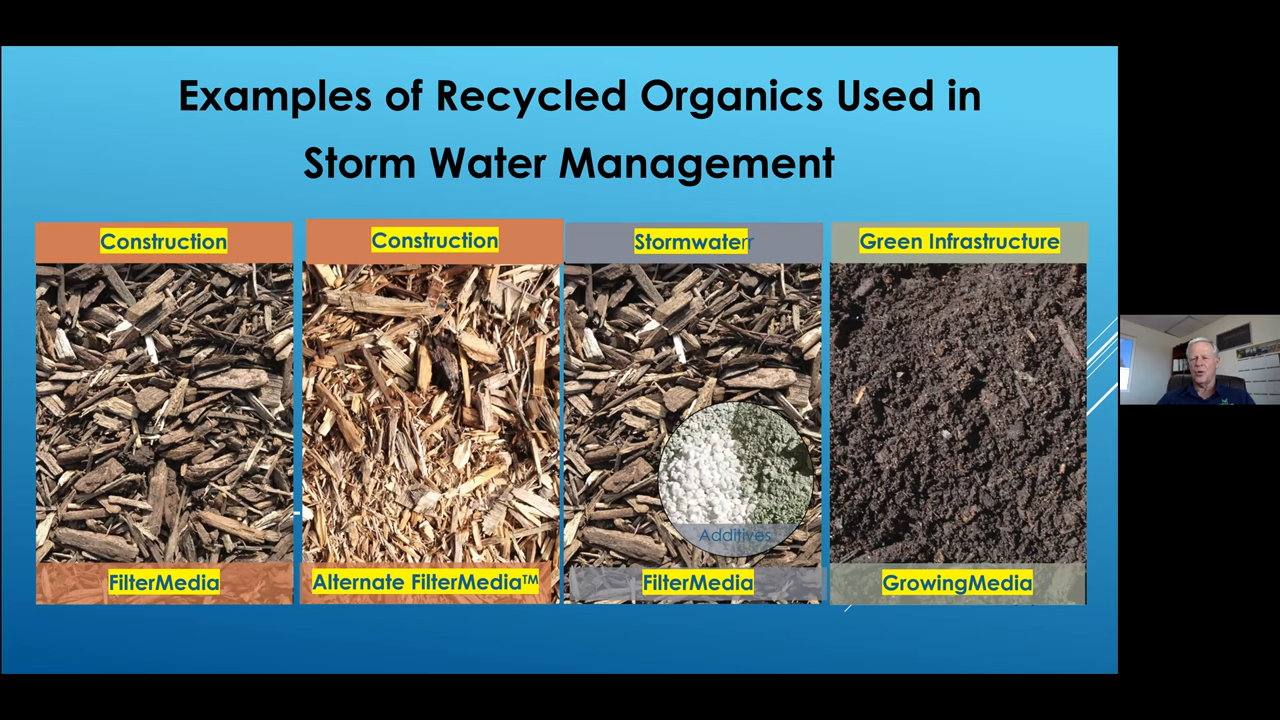 Examples of Recycled Organics Used in
Storm Water Management
Construction
Construction
Stormwaterr
Green Infrastructure
Additives
FilterMedia
Alternate FilterMedia™
FilterMedia
GrowingMedia